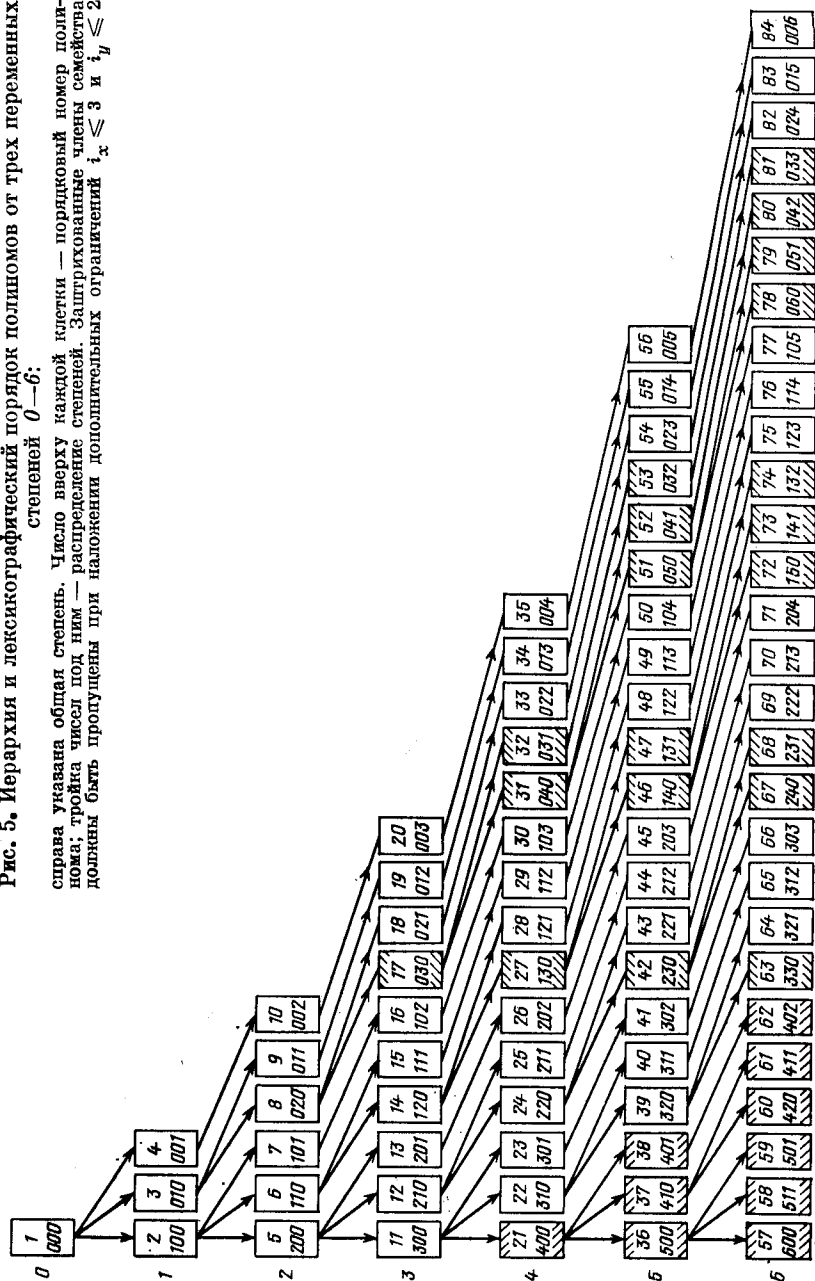 Рис. 5. Иерархия и лексикографический порядок полиномов от трех переменных
степеней 0—6:
справа указана общая степень. Число вверху каждой клетки — порядковый номер поли-
нома; тройка чисел под ним — распределение степеней. Заштрихованные члены семейства
должны быть пропущены при наложении дополнительных ограничений i_x ⩽ 3 и i_y ⩽ 2
0
1
000
1
2 3 4
100 010 001
2
5 6 7 8 9 10
200 110 101 020 011 002
3
11 12 13 14 15 16 17 18 19 20
300 210 201 120 111 102 030 021 012 003
4
21 22 23 24 25 26 27 28 29 30 31 32 33 34 35
400 310 301 220 211 202 130 121 112 103 040 031 022 013 004
5
36 37 38 39 40 41 42 43 44 45 46 47 48 49 50 51 52 53 54 55 56
500 410 401 320 311 302 230 221 212 203 140 131 122 113 104 050 041 032 023 014 005
6
57 58 59 60 61 62 63 64 65 66 67 68 69 70 71 72 73 74 75 76 77 78 79 80 81 82 83 84
600 511 501 420 411 402 330 321 312 303 240 231 222 213 204 150 141 132 123 114 105 060 051 042 033 024 015 006